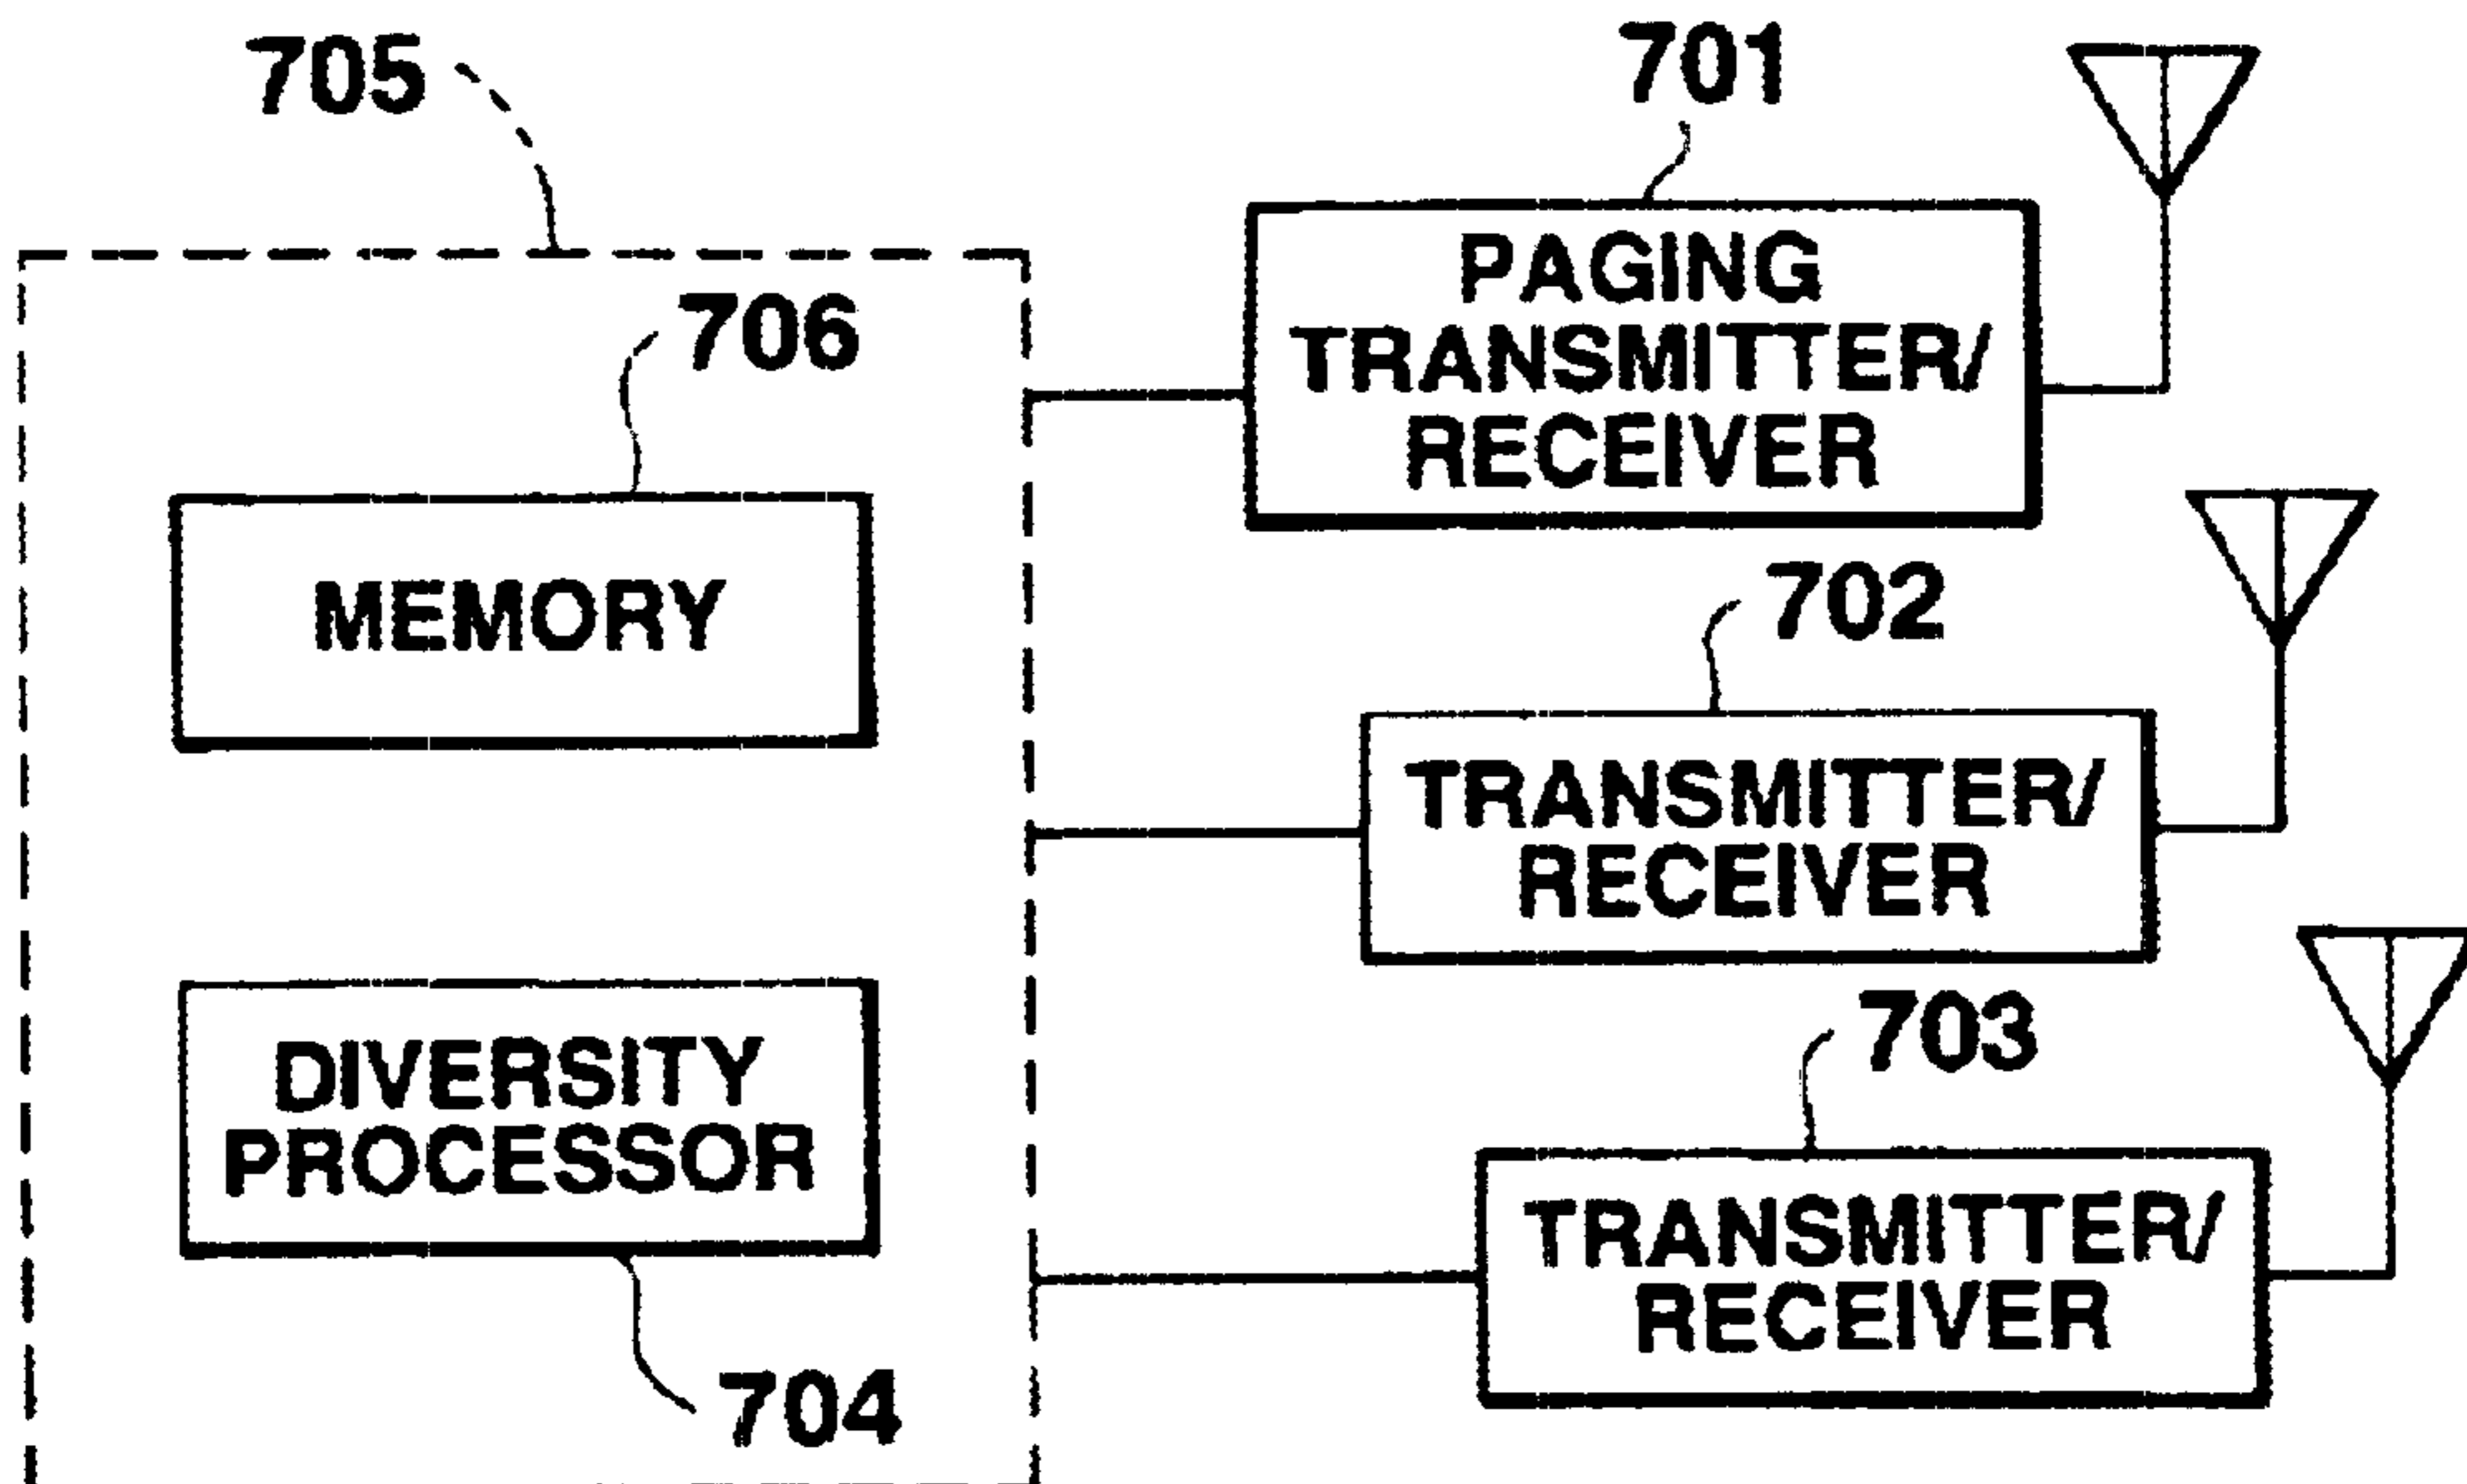 705
701
PAGING
TRANSMITTER/
RECEIVER
706
MEMORY
702
TRANSMITTER/
RECEIVER
703
DIVERSITY
PROCESSOR
TRANSMITTER/
RECEIVER
704